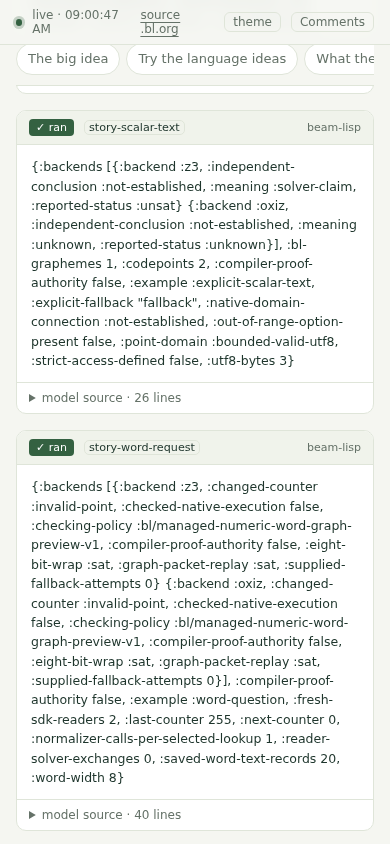 live · 09:00:47 AM
source .bl.org
theme
Comments
The big idea
Try the language ideas
What the
✓ ran
story-scalar-text
beam-lisp
{:backends [{:backend :z3, :independent-
conclusion :not-established, :meaning :solver-claim,
:reported-status :unsat} {:backend :oxiz,
:independent-conclusion :not-established, :meaning
:unknown, :reported-status :unknown}], :bl-
graphemes 1, :codepoints 2, :compiler-proof-
authority false, :example :explicit-scalar-text,
:explicit-fallback "fallback", :native-domain-
connection :not-established, :out-of-range-option-
present false, :point-domain :bounded-valid-utf8,
:strict-access-defined false, :utf8-bytes 3}
▶ model source · 26 lines
✓ ran
story-word-request
beam-lisp
{:backends [{:backend :z3, :changed-counter
:invalid-point, :checked-native-execution false,
:checking-policy :bl/managed-numeric-word-graph-
preview-v1, :compiler-proof-authority false, :eight-
bit-wrap :sat, :graph-packet-replay :sat, :supplied-
fallback-attempts 0} {:backend :oxiz, :changed-
counter :invalid-point, :checked-native-execution
false, :checking-policy :bl/managed-numeric-word-
graph-preview-v1, :compiler-proof-authority false,
:eight-bit-wrap :sat, :graph-packet-replay :sat,
:supplied-fallback-attempts 0}], :compiler-proof-
authority false, :example :word-question, :fresh-
sdk-readers 2, :last-counter 255, :next-counter 0,
:normalizer-calls-per-selected-lookup 1, :reader-
solver-exchanges 0, :saved-word-text-records 20,
:word-width 8}
▶ model source · 40 lines